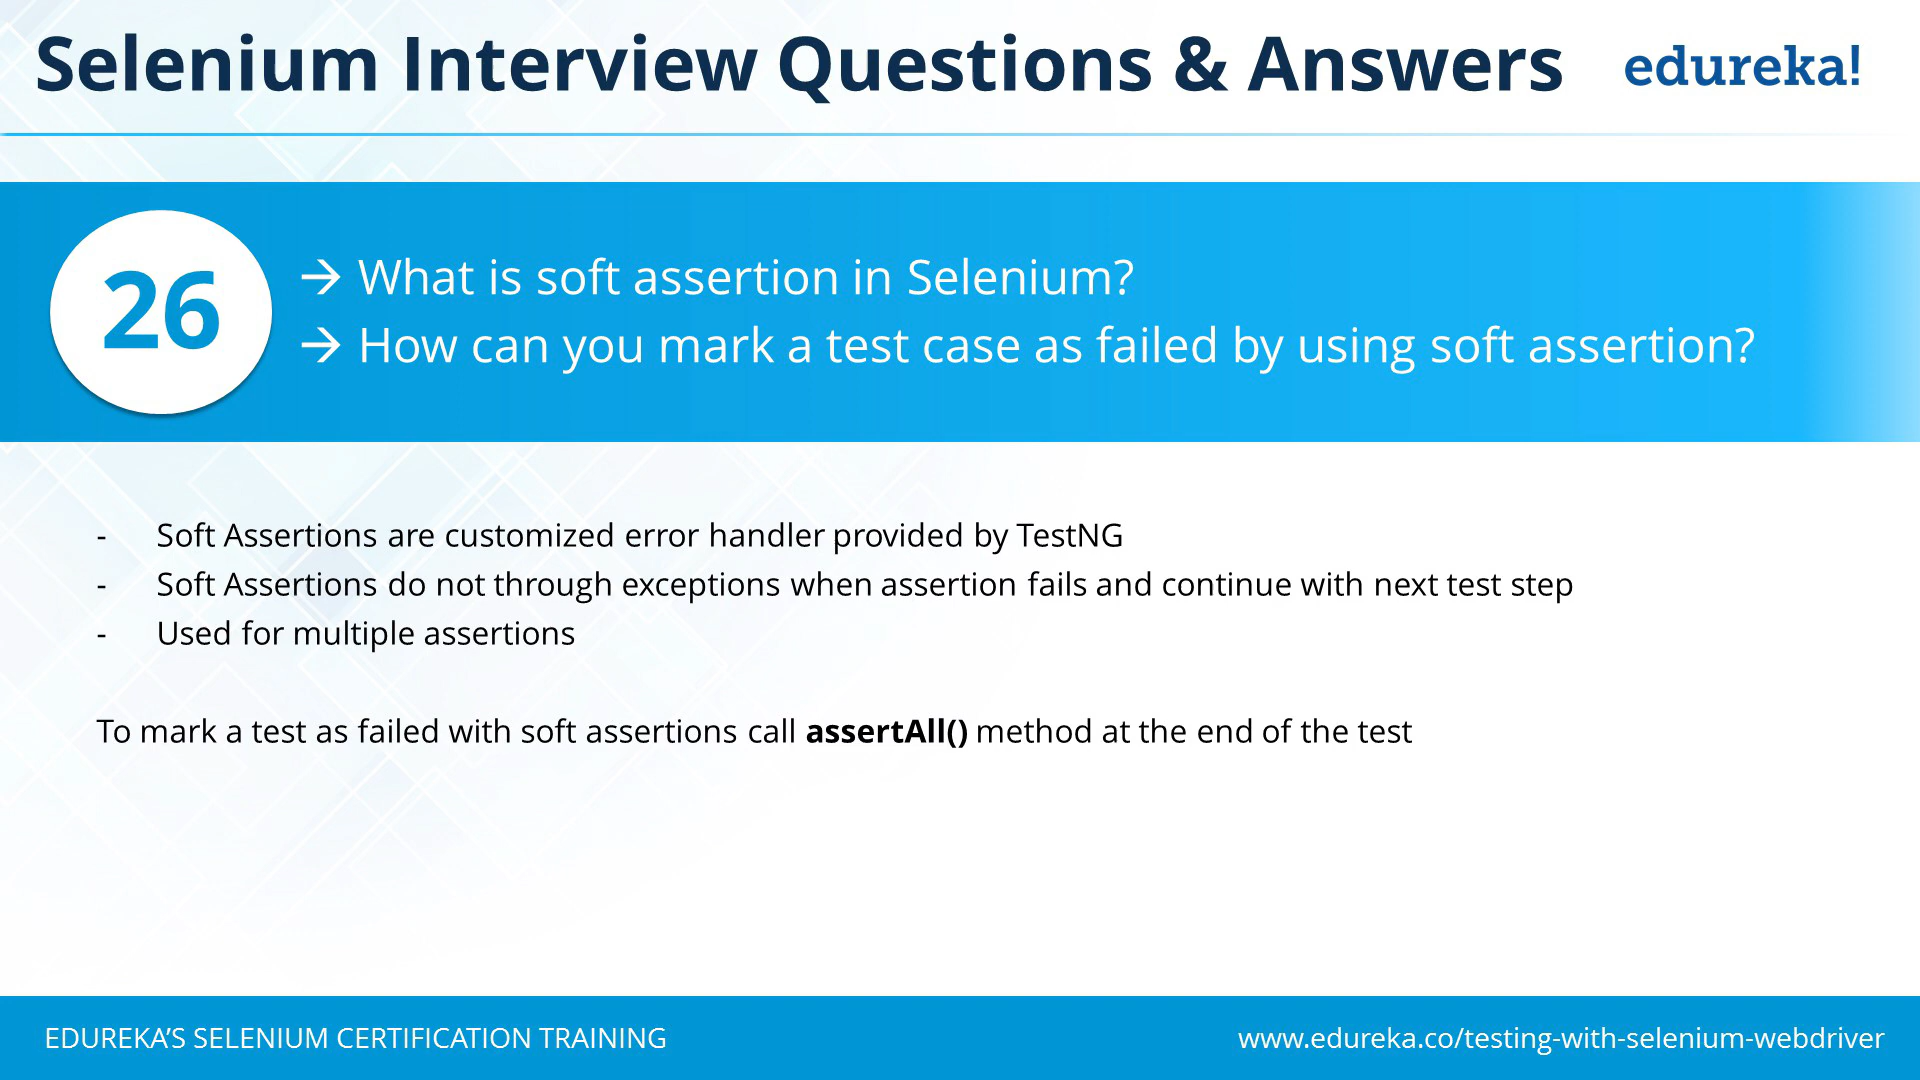 Selenium Interview Questions & Answers
edureka!
26
→ What is soft assertion in Selenium?
→ How can you mark a test case as failed by using soft assertion?
- Soft Assertions are customized error handler provided by TestNG
- Soft Assertions do not through exceptions when assertion fails and continue with next test step
- Used for multiple assertions
To mark a test as failed with soft assertions call assertAll() method at the end of the test
EDUREKA’S SELENIUM CERTIFICATION TRAINING
www.edureka.co/testing-with-selenium-webdriver